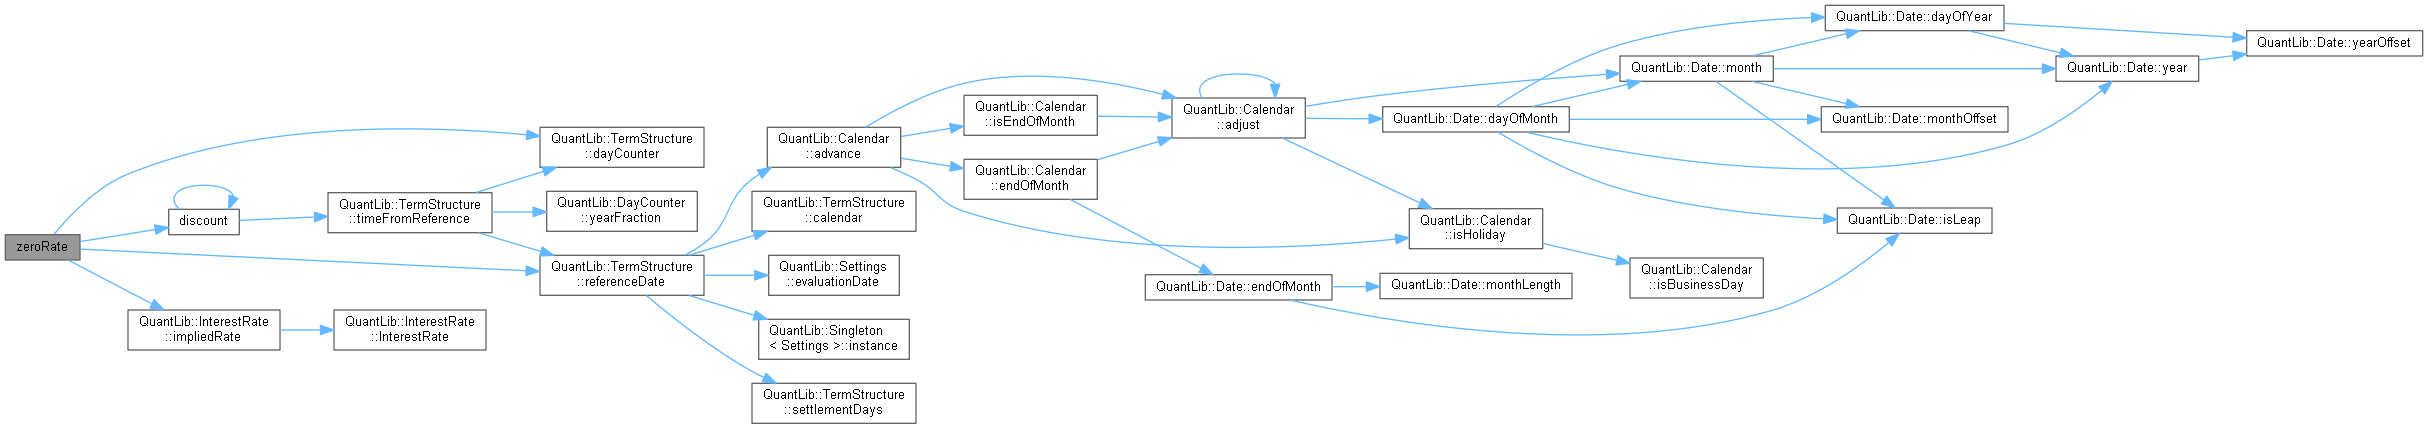 zeroRate
discount
QuantLib::InterestRate
::impliedRate
QuantLib::TermStructure
::timeFromReference
QuantLib::InterestRate
::InterestRate
QuantLib::TermStructure
::dayCounter
QuantLib::DayCounter
::yearFraction
QuantLib::TermStructure
::referenceDate
QuantLib::Calendar
::advance
QuantLib::TermStructure
::calendar
QuantLib::Settings
::evaluationDate
QuantLib::Singleton
< Settings >::instance
QuantLib::TermStructure
::settlementDays
QuantLib::Calendar
::isEndOfMonth
QuantLib::Calendar
::endOfMonth
QuantLib::Calendar
::adjust
QuantLib::Date::endOfMonth
QuantLib::Date::dayOfMonth
QuantLib::Calendar
::isHoliday
QuantLib::Date::monthLength
QuantLib::Date::month
QuantLib::Calendar
::isBusinessDay
QuantLib::Date::dayOfYear
QuantLib::Date::monthOffset
QuantLib::Date::isLeap
QuantLib::Date::year
QuantLib::Date::yearOffset